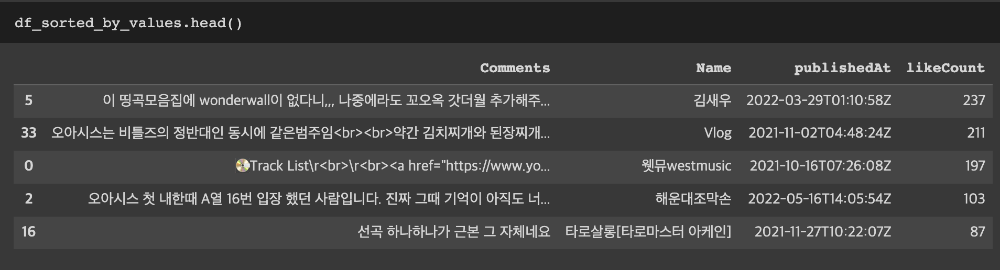 df_sorted_by_values.head()
Comments Name publishedAt likeCount
5 이 띵곡모음집에 wonderwall이 없다니,,, 나중에라도 꼬오옥 갓더월 추가해주... 김새우 2022-03-29T01:10:58Z 237
33 오아시스는 비틀즈의 정반대인 동시에 같은범주임<br><br>약간 김치찌개와 된장찌개... Vlog 2021-11-02T04:48:24Z 211
0 📀Track List\r<br>\r<br><a href="https://www.yo... 웻뮤westmusic 2021-10-16T07:26:08Z 197
2 오아시스 첫 내한때 A열 16번 입장 했던 사람입니다. 진짜 그때 기억이 아직도 너... 해운대조막손 2022-05-16T14:05:54Z 103
16 선곡 하나하나가 근본 그 자체네요 타로살롱[타로마스터 아케인] 2021-11-27T10:22:07Z 87